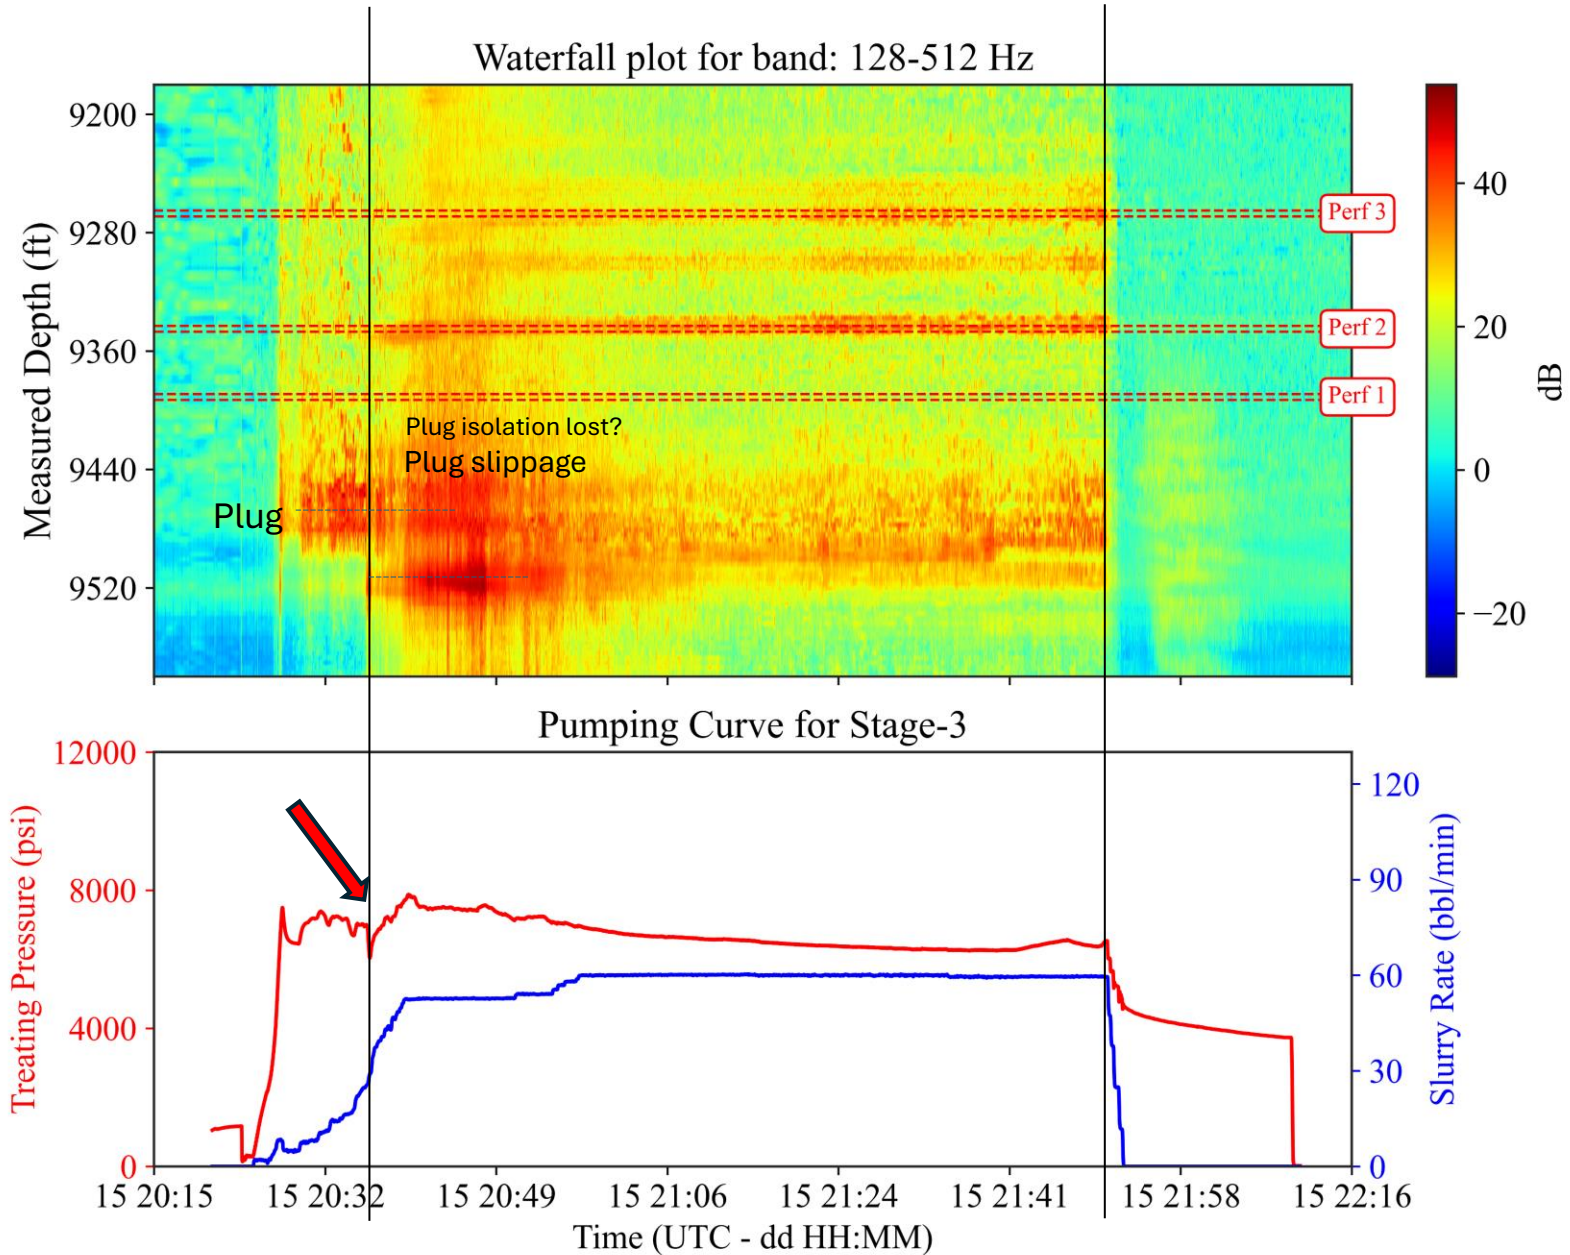 Waterfall plot for band: 128-512 Hz
Measured Depth (ft)
9200
9280
9360
9440
9520
Perf 3
Perf 2
Perf 1
Plug isolation lost?
Plug slippage
Plug
40
20
0
−20
dB
Pumping Curve for Stage-3
Treating Pressure (psi)
12000
8000
4000
0
120
90
60
30
0
Slurry Rate (bbl/min)
15 20:15
15 20:32
15 20:49
15 21:06
15 21:24
15 21:41
15 21:58
15 22:16
Time (UTC - dd HH:MM)